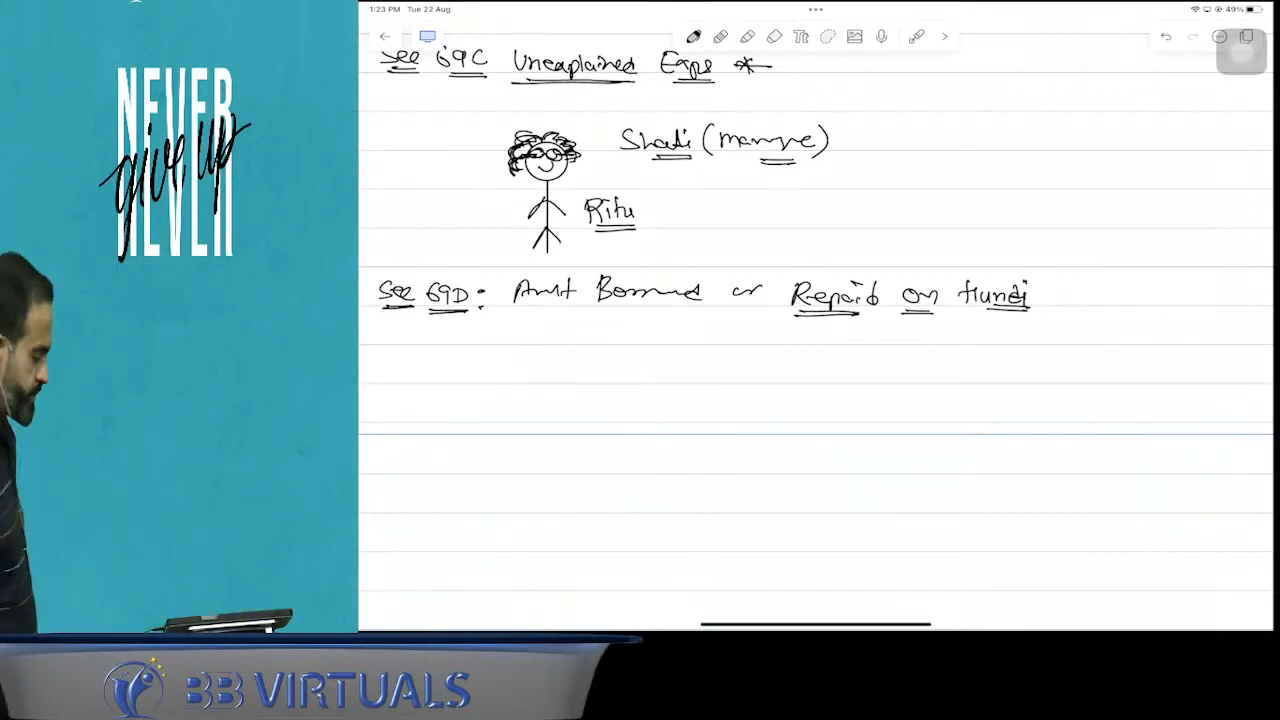 1:23 PM Tue 22 Aug
49%
NEVER
give up
NEVER
Sec 69C Unexplained Exps *
Shadi (Marriage)
Ritu
Sec 69D: Amt Borrowed or Repaid on Hundi
BB VIRTUALS